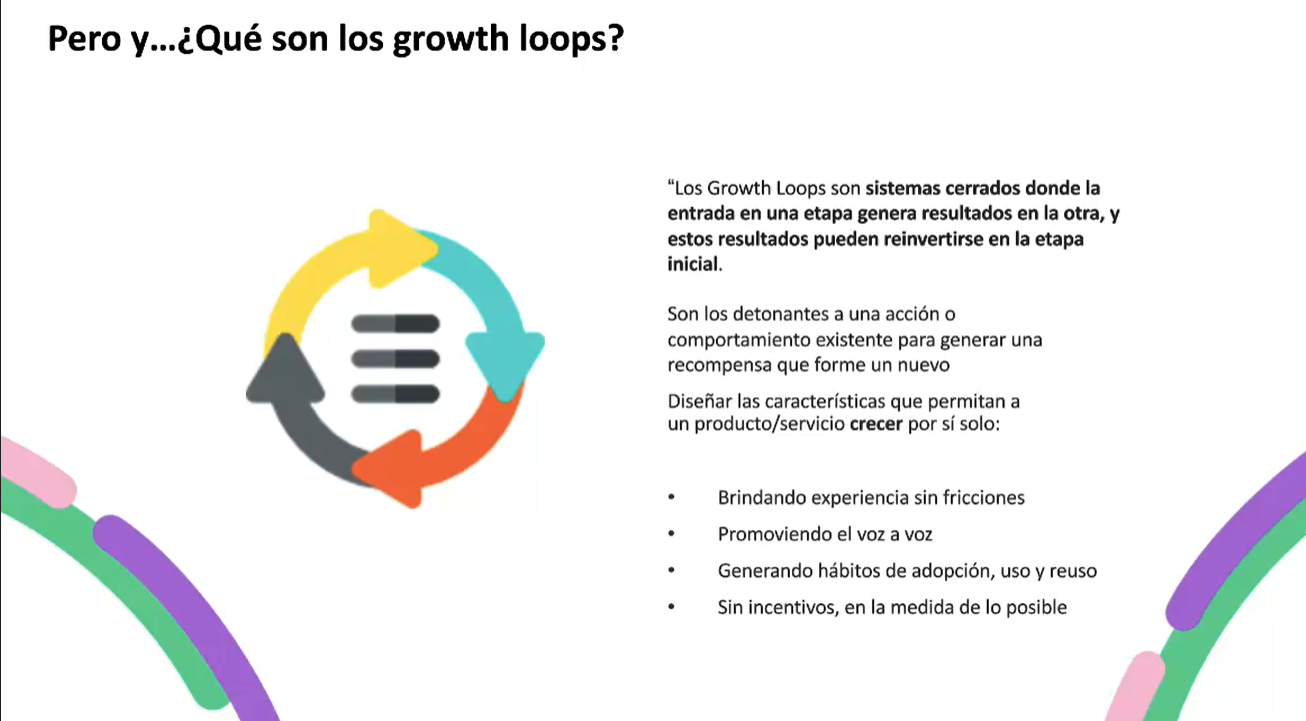 Pero y...¿Qué son los growth loops?
“Los Growth Loops son sistemas cerrados donde la
entrada en una etapa genera resultados en la otra, y
estos resultados pueden reinvertirse en la etapa
inicial.
Son los detonantes a una acción o
comportamiento existente para generar una
recompensa que forme un nuevo
Diseñar las características que permitan a
un producto/servicio crecer por sí solo:
• Brindando experiencia sin fricciones
• Promoviendo el voz a voz
• Generando hábitos de adopción, uso y reuso
• Sin incentivos, en la medida de lo posible